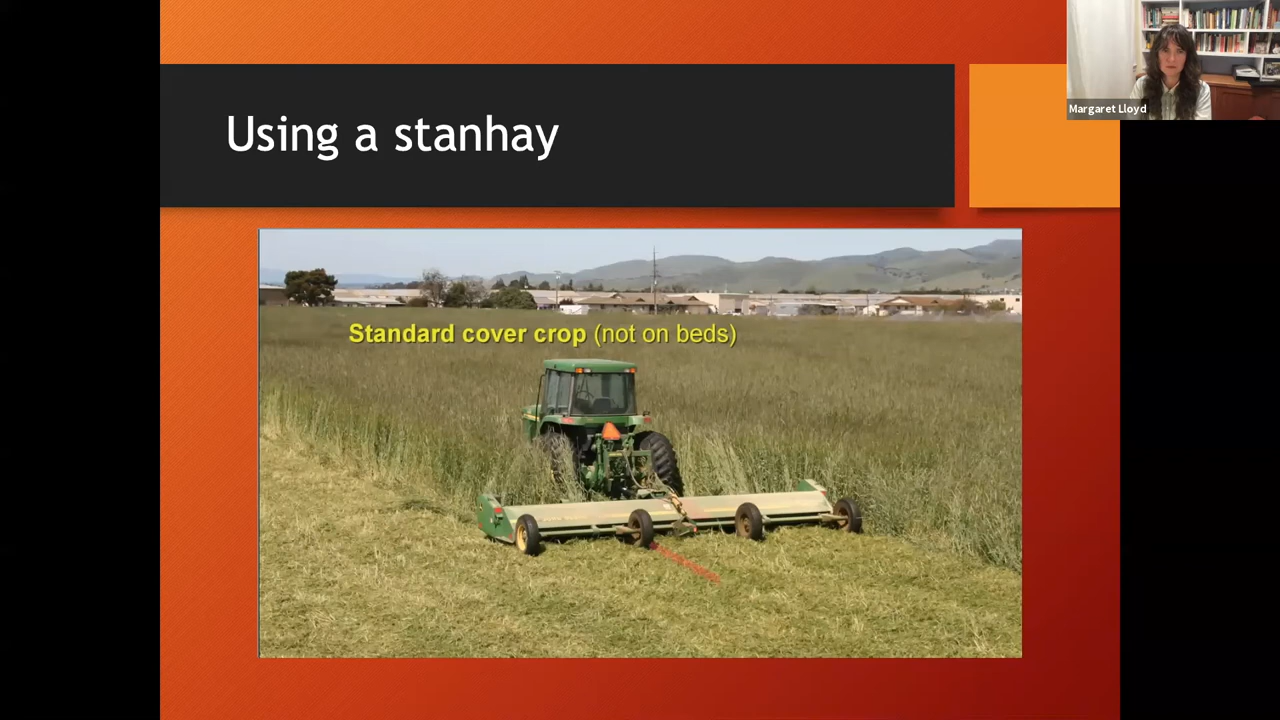 Using a stanhay
Margaret Lloyd
Standard cover crop (not on beds)